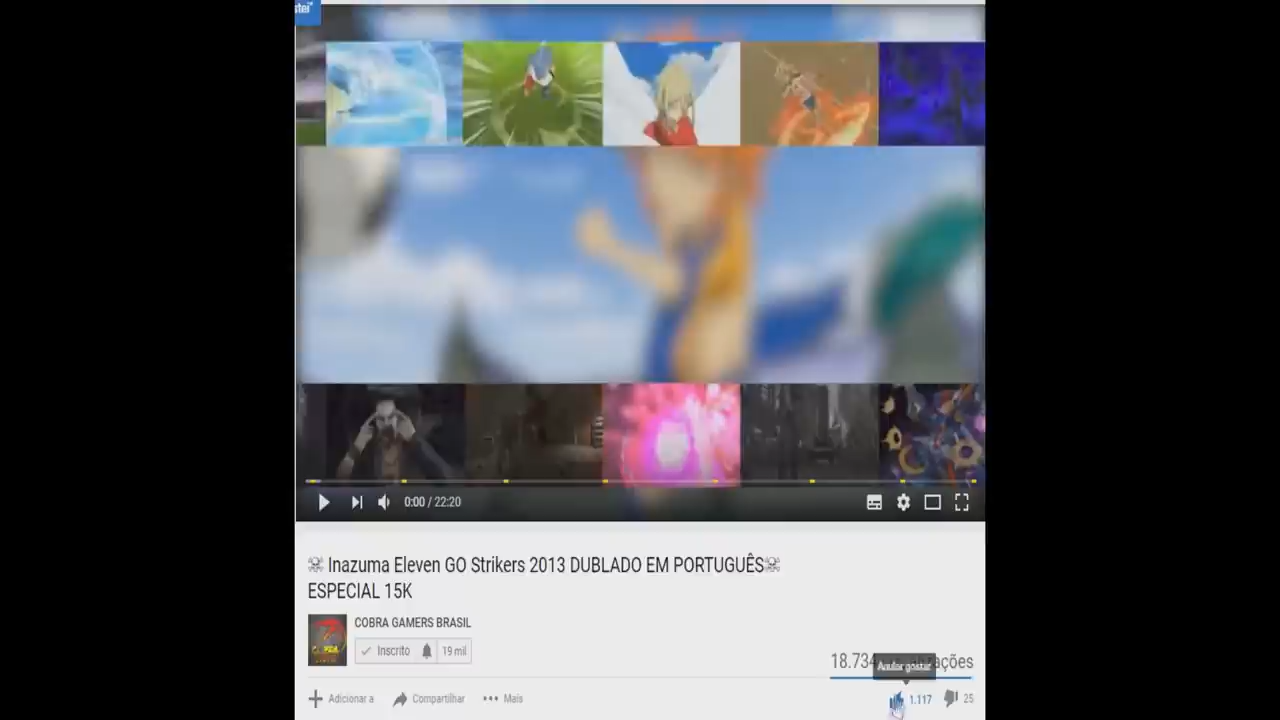 stei"
0:00 / 22:20
Inazuma Eleven GO Strikers 2013 DUBLADO EM PORTUGUÊS
ESPECIAL 15K
COBRA GAMERS BRASIL
Inscrito 19 mil
18.734
Anular gostar
Adicionar a Compartilhar Mais 1.117 25